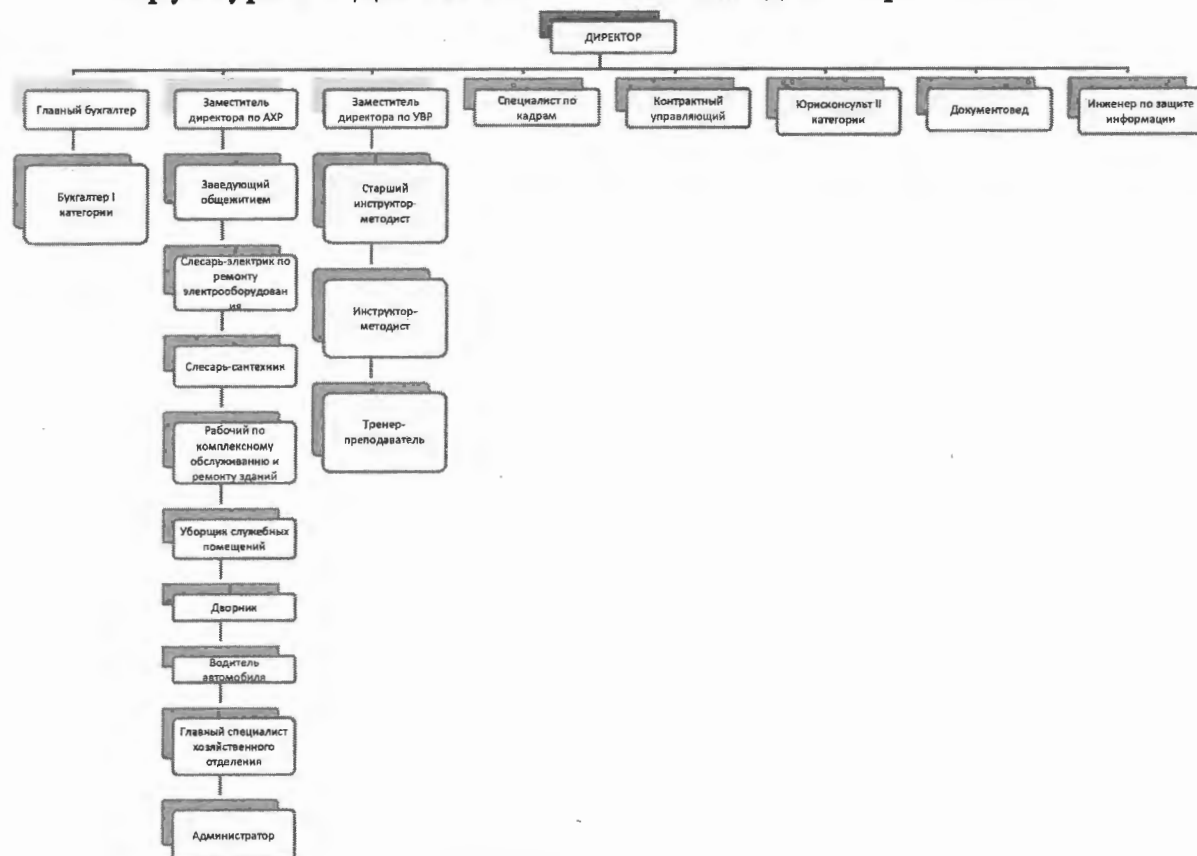 ДИРЕКТОР
Главный бухгалтер
Заместитель
директора по АХР
Заместитель
директора по УВР
Специалист по
кадрам
Контрактный
управляющий
Юрисконсульт II
категории
Документовед
Инженер по защите
информации
Бухгалтер I
категории
Заведующий
общежитием
Слесарь-электрик по
ремонту
электрооборудован
ия
Слесарь-сантехник
Рабочий по
комплексному
обслуживанию и
ремонту зданий
Уборщик служебных
помещений
Дворник
Водитель
автомобиля
Главный специалист
хозяйственного
отделения
Администратор
Старший
инструктор-
методист
Инструктор-
методист
Тренер-
преподаватель